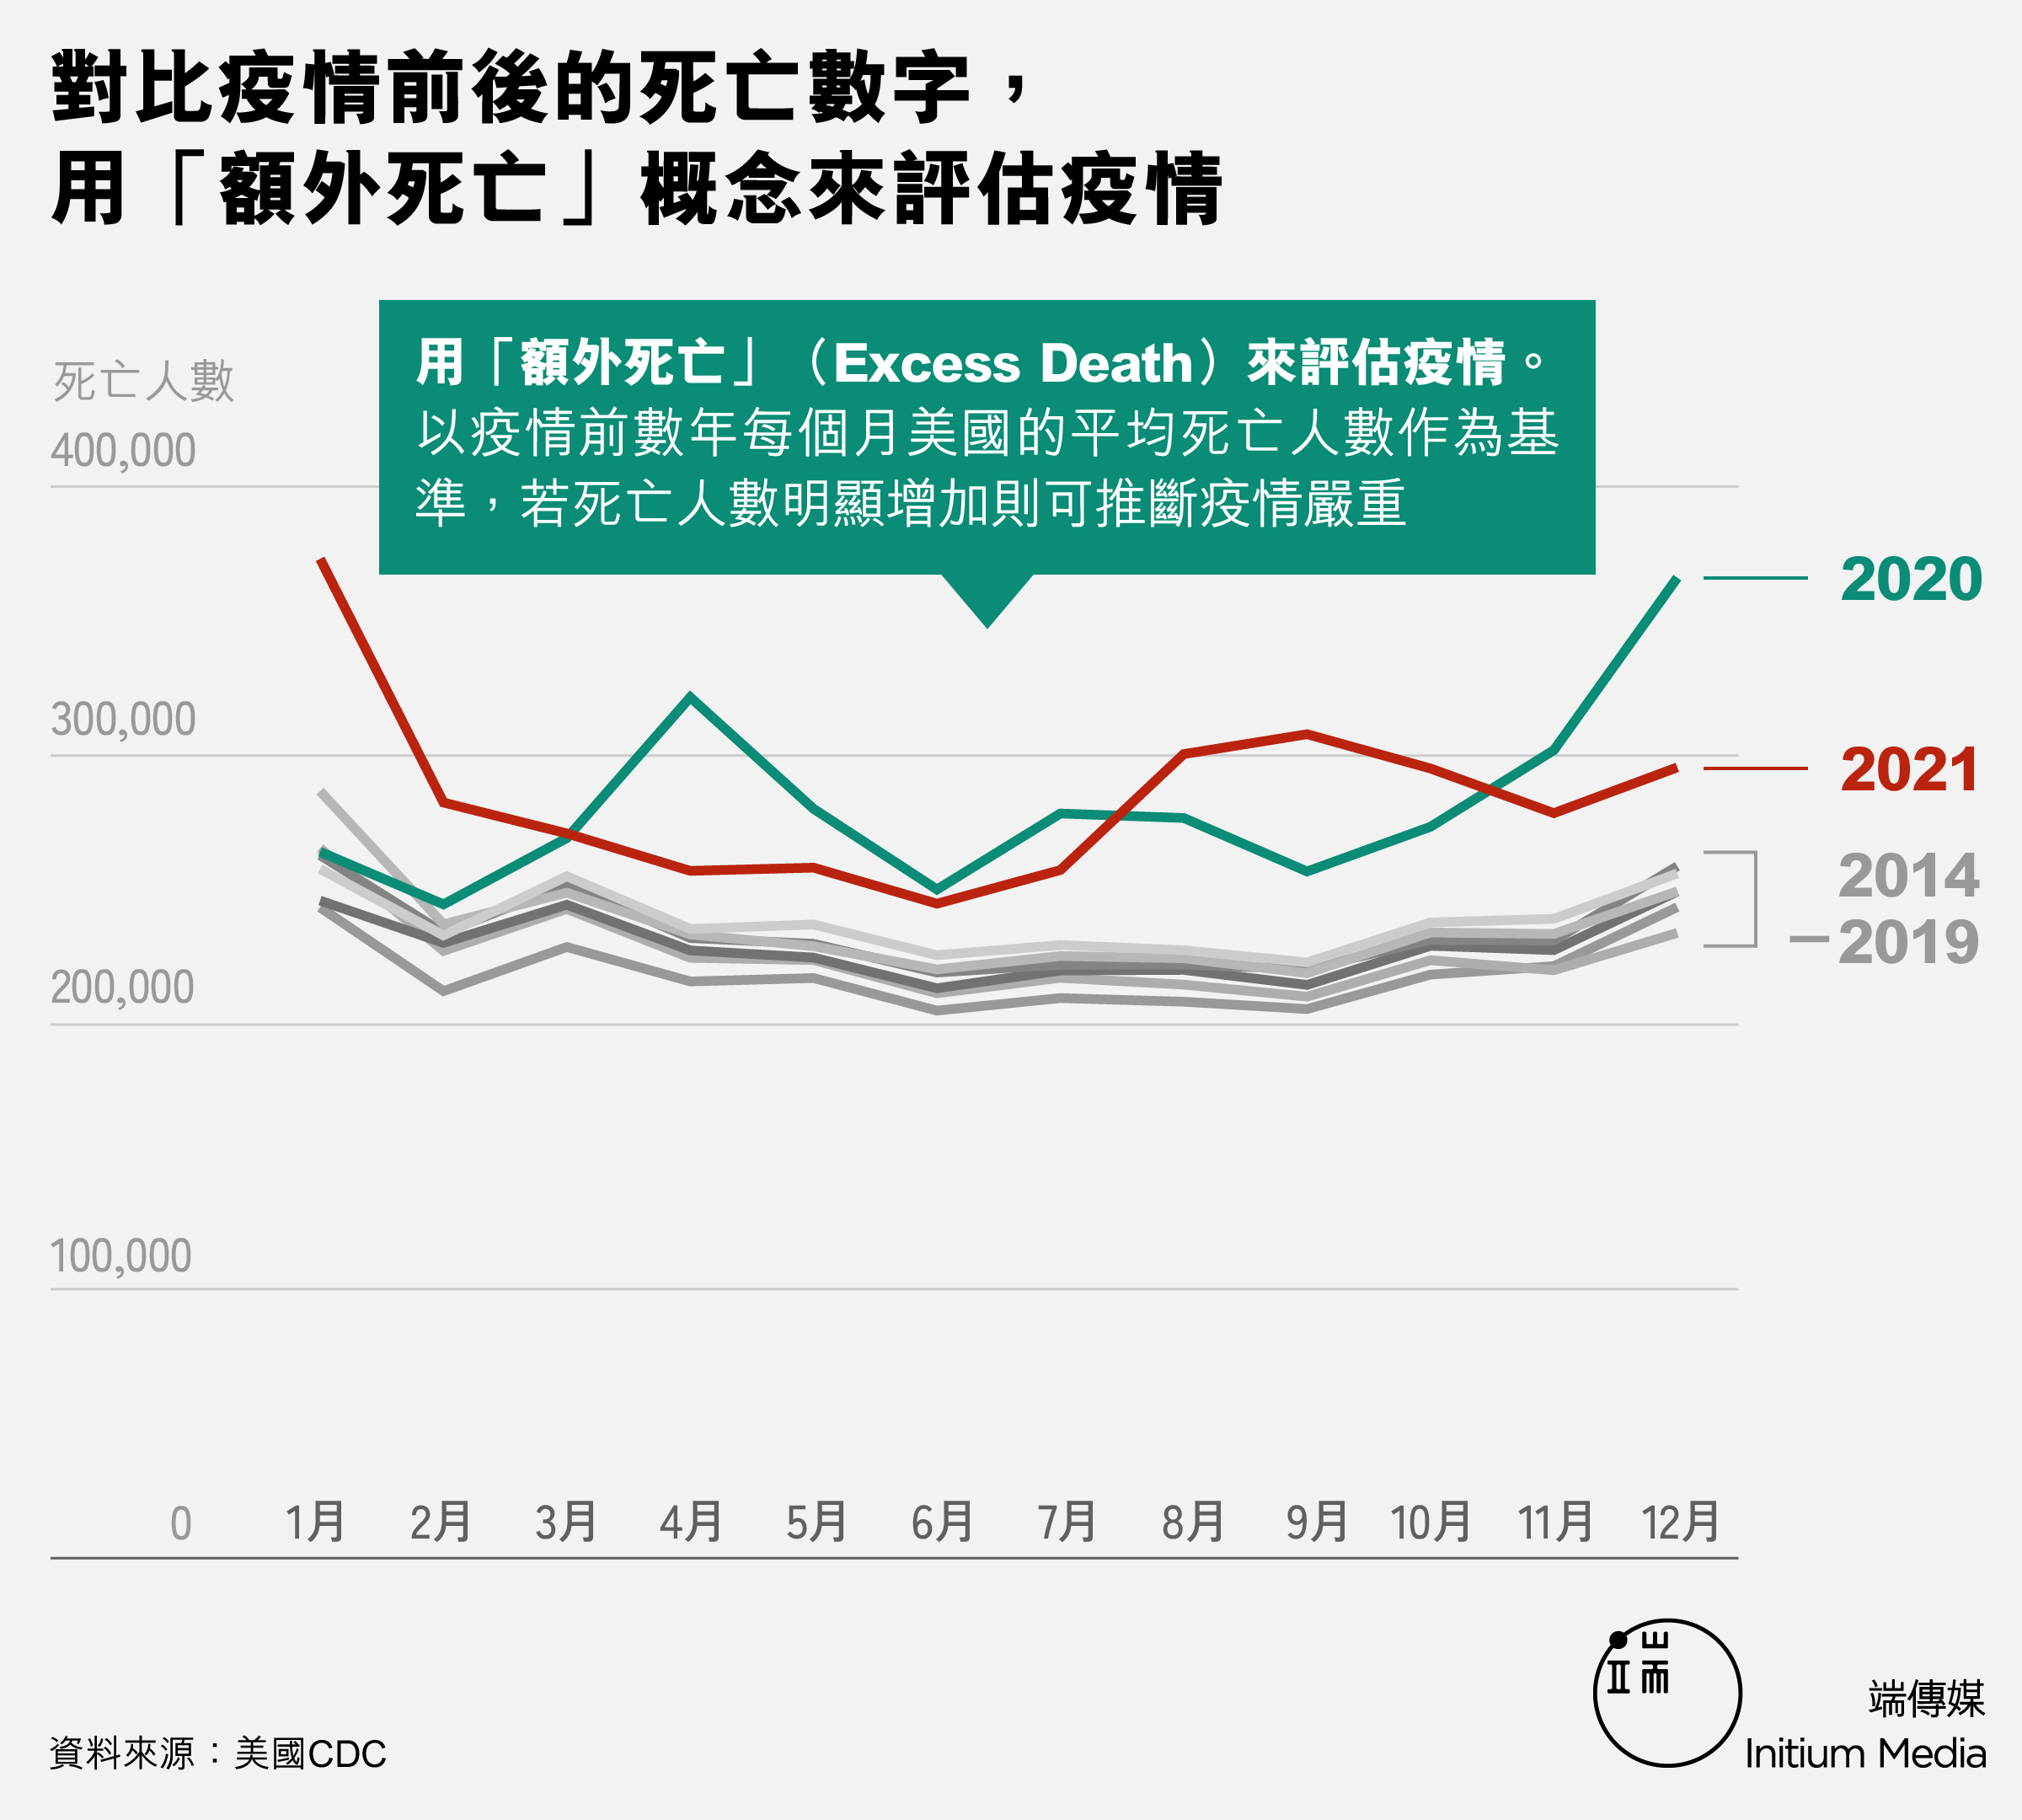 對比疫情前後的死亡數字，
用「額外死亡」概念來評估疫情
用「額外死亡」（Excess Death）來評估疫情。
以疫情前數年每個月美國的平均死亡人數作為基
準，若死亡人數明顯增加則可推斷疫情嚴重
死亡人數
400,000
300,000
200,000
100,000
0
2020
2021
2014
–2019
1月 2月 3月 4月 5月 6月 7月 8月 9月 10月 11月 12月
資料來源：美國CDC
端傳媒
Initium Media